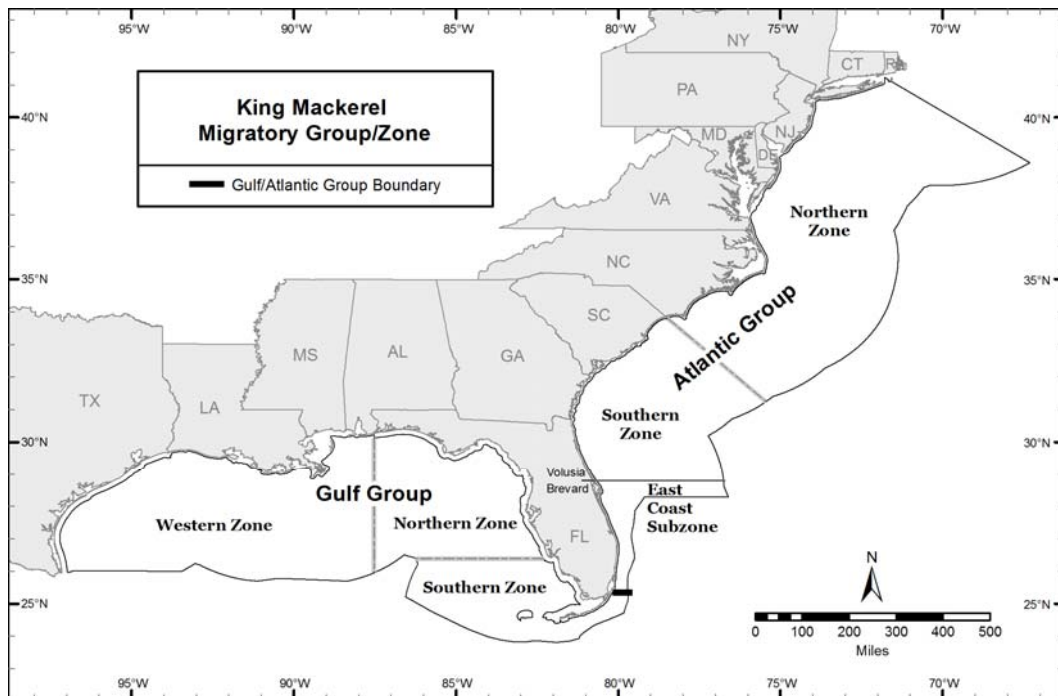 95°W 90°W 85°W 80°W 75°W 70°W
King Mackerel
Migratory Group/Zone
Gulf/Atlantic Group Boundary
NY
CT
RI
PA
40°N
40°N
NJ
MD
DE
VA
Northern
Zone
NC
35°N
35°N
SC
Atlantic Group
MS
AL
GA
TX
LA
Southern
Zone
30°N
30°N
Volusia
Brevard
East
Coast
Subzone
Gulf Group
Western Zone
Northern Zone
FL
Southern Zone
N
25°N
25°N
0 50 100 200 300 400 500
Miles
95°W 90°W 85°W 80°W 75°W 70°W